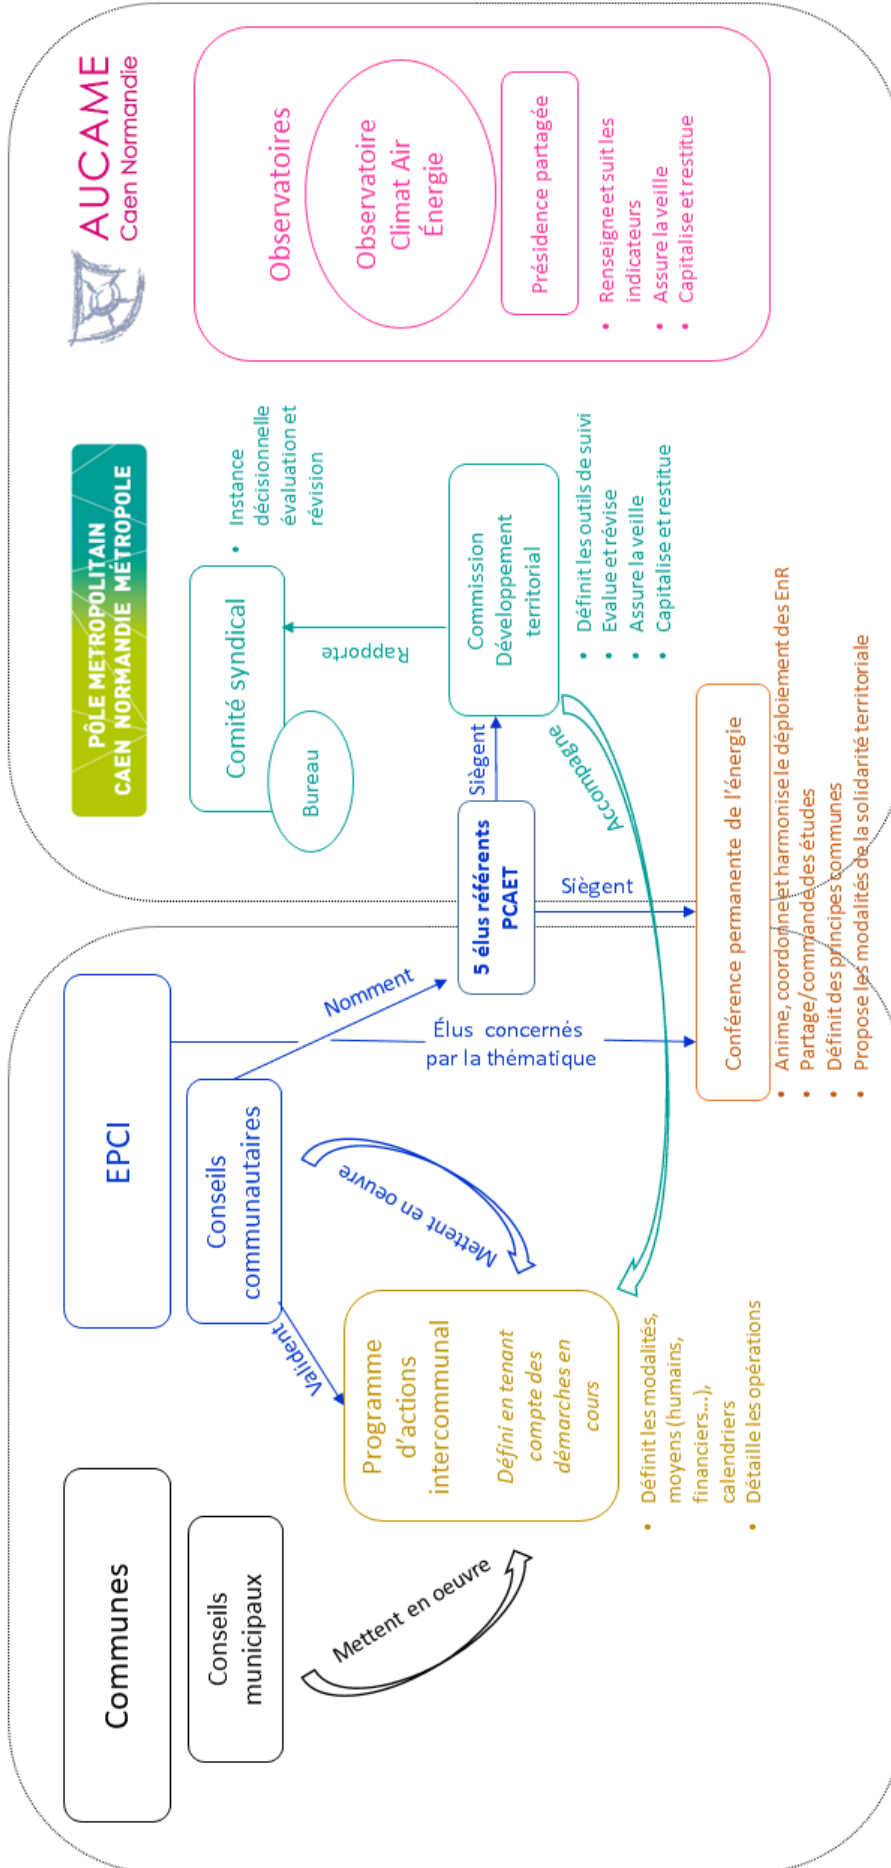 Communes
Conseils
municipaux
Mettent en oeuvre
EPCI
Conseils
communautaires
Valident
Mettent en oeuvre
Nomment
Élus concernés
par la thématique
Programme
d’actions
intercommunal
Défini en tenant
compte des
démarches en
cours
• Définit les modalités,
moyens (humains,
financiers...),
calendriers
• Détaille les opérations
5 élus référents
PCAET
Siègent
Siègent
PÔLE METROPOLITAIN
CAEN NORMANDIE MÉTROPOLE
Comité syndical
Bureau
• Instance
décisionnelle
évaluation et
révision
Rapporte
Commission
Développement
territorial
• Définit les outils de suivi
• Evalue et révise
• Assure la veille
• Capitalise et restitue
Accompagne
Conférence permanente de l’énergie
• Anime, coordonne et harmonise le déploiement des EnR
• Partage/commande des études
• Définit des principes communes
• Propose les modalités de la solidarité territoriale
AUCAME
Caen Normandie
Observatoires
Observatoire
Climat Air
Énergie
Présidence partagée
• Renseigne et suit les
indicateurs
• Assure la veille
• Capitalise et restitue